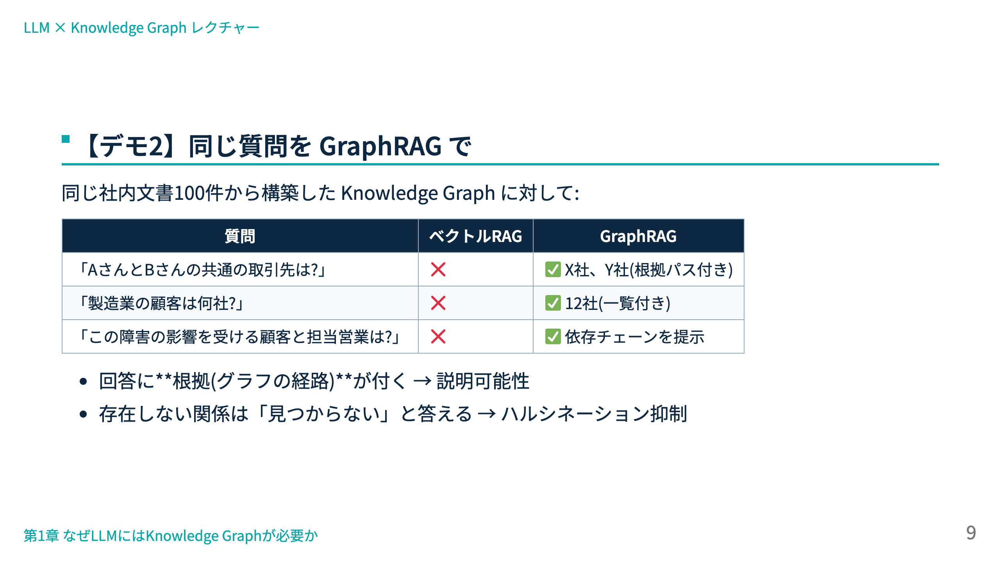 LLM × Knowledge Graph レクチャー
【デモ2】同じ質問を GraphRAG で
同じ社内文書100件から構築した Knowledge Graph に対して:
質問 ベクトルRAG GraphRAG
「AさんとBさんの共通の取引先は?」 ❌ ✅ X社、Y社(根拠パス付き)
「製造業の顧客は何社?」 ❌ ✅ 12社(一覧付き)
「この障害の影響を受ける顧客と担当営業は?」 ❌ ✅ 依存チェーンを提示
• 回答に**根拠(グラフの経路)**が付く → 説明可能性
• 存在しない関係は「見つからない」と答える → ハルシネーション抑制
第1章 なぜLLMにはKnowledge Graphが必要か
9